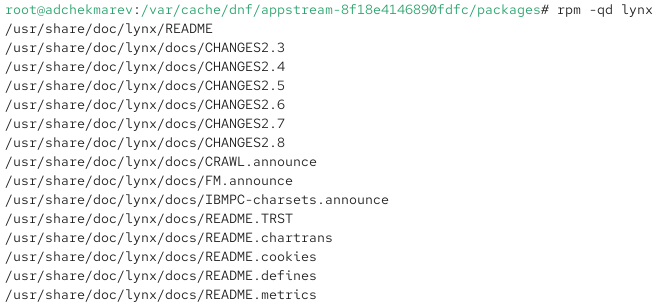 root@adchekmarev:/var/cache/dnf/appstream-8f18e4146890fdfc/packages# rpm -qd lynx
/usr/share/doc/lynx/README
/usr/share/doc/lynx/docs/CHANGES2.3
/usr/share/doc/lynx/docs/CHANGES2.4
/usr/share/doc/lynx/docs/CHANGES2.5
/usr/share/doc/lynx/docs/CHANGES2.6
/usr/share/doc/lynx/docs/CHANGES2.7
/usr/share/doc/lynx/docs/CHANGES2.8
/usr/share/doc/lynx/docs/CRAWL.announce
/usr/share/doc/lynx/docs/FM.announce
/usr/share/doc/lynx/docs/IBMPC-charsets.announce
/usr/share/doc/lynx/docs/README.TRST
/usr/share/doc/lynx/docs/README.chartrans
/usr/share/doc/lynx/docs/README.cookies
/usr/share/doc/lynx/docs/README.defines
/usr/share/doc/lynx/docs/README.metrics